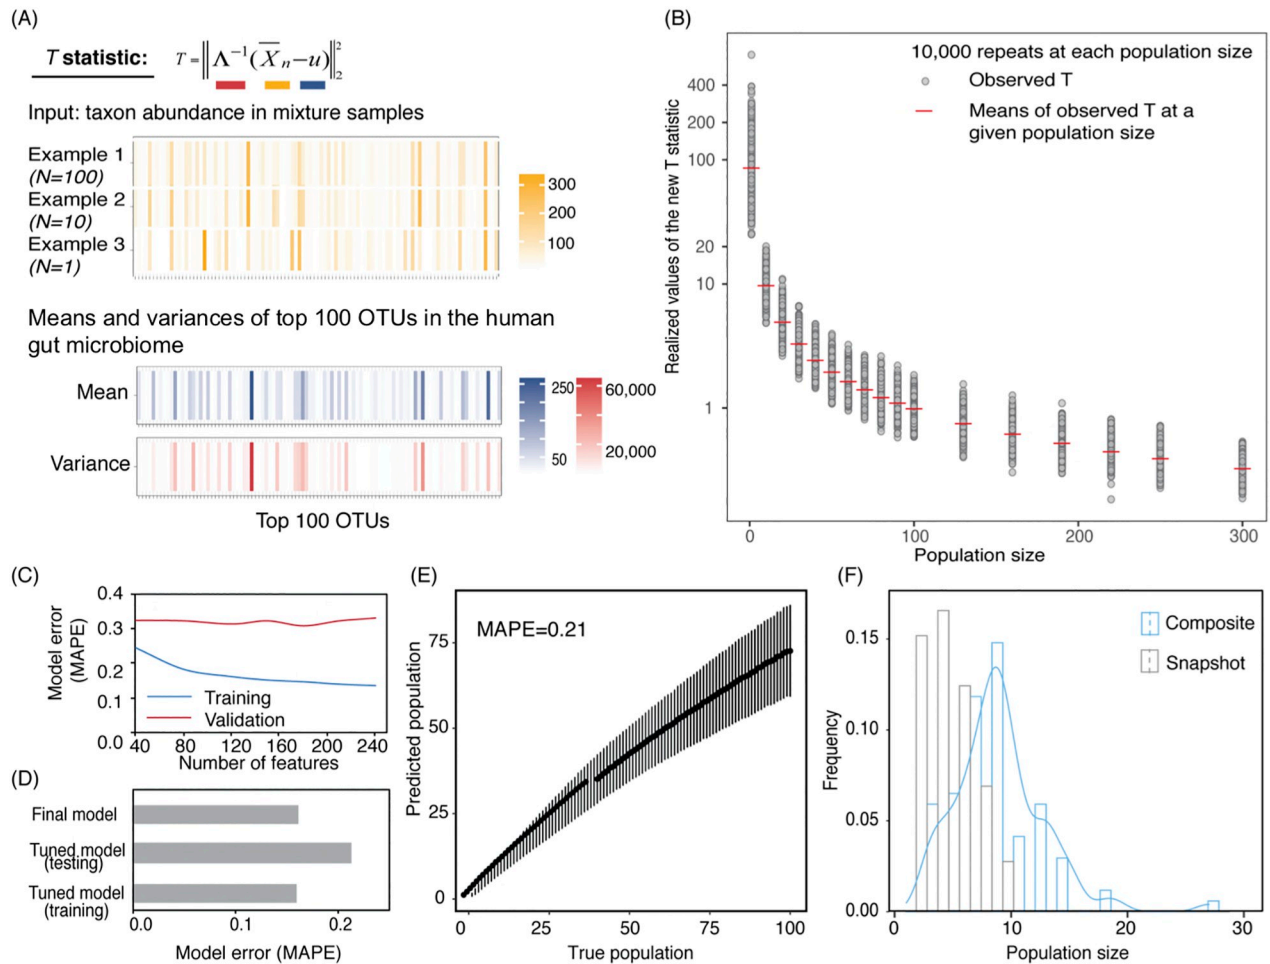 (A)
T statistic:
T = ‖Λ⁻¹(X̄ₙ−u)‖²₂
Input: taxon abundance in mixture samples
Example 1
(N=100)
Example 2
(N=10)
Example 3
(N=1)
300
200
100
Means and variances of top 100 OTUs in the human
gut microbiome
Mean
Variance
250
50
60,000
20,000
Top 100 OTUs
(B)
10,000 repeats at each population size
Observed T
Means of observed T at a
given population size
Realized values of the new T statistic
400
200
100
20
10
1
0
100
200
300
Population size
(C)
Model error
(MAPE)
0.4
0.3
0.2
0.1
0.0
Training
Validation
40
80
120
160
200
240
Number of features
(D)
Final model
Tuned model
(testing)
Tuned model
(training)
0.0
0.1
0.2
Model error (MAPE)
(E)
MAPE=0.21
Predicted population
75
50
25
0
0
25
50
75
100
True population
(F)
Composite
Snapshot
Frequency
0.15
0.10
0.05
0.00
0
10
20
30
Population size